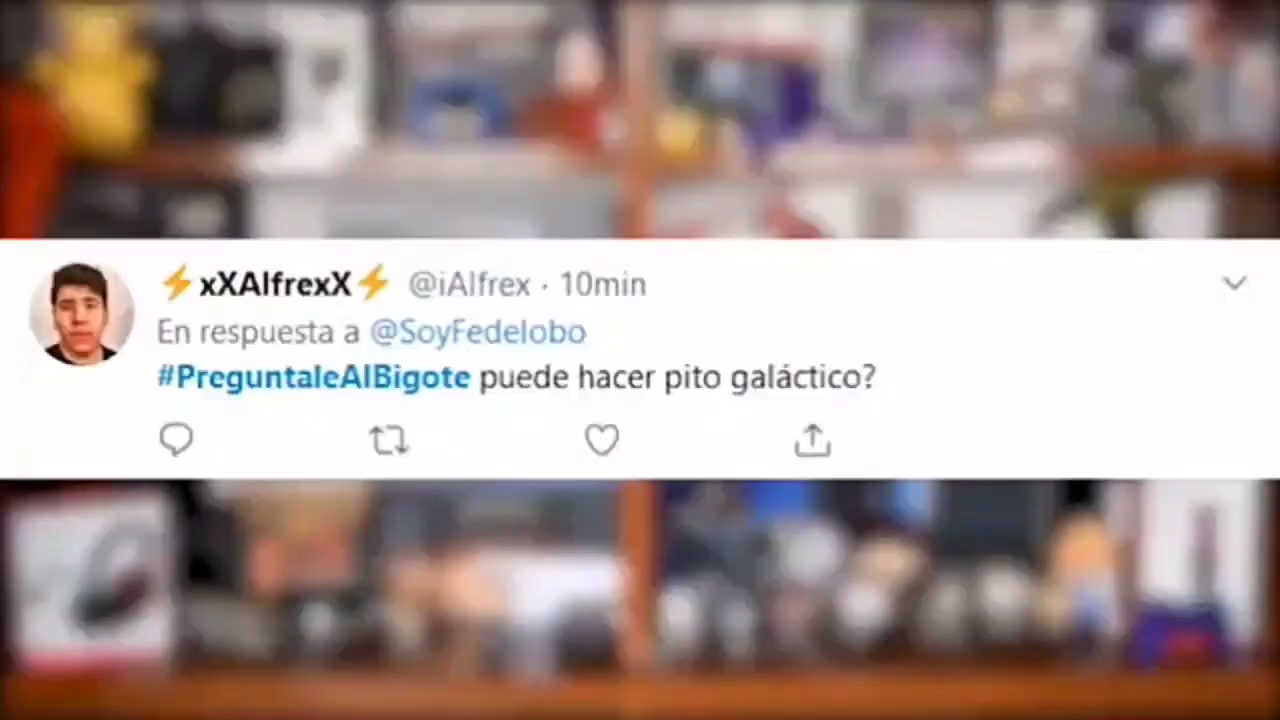 ⚡xXAlfrexX⚡ @iAlfrex · 10min
En respuesta a @SoyFedelobo
#PreguntaleAlBigote puede hacer pito galáctico?